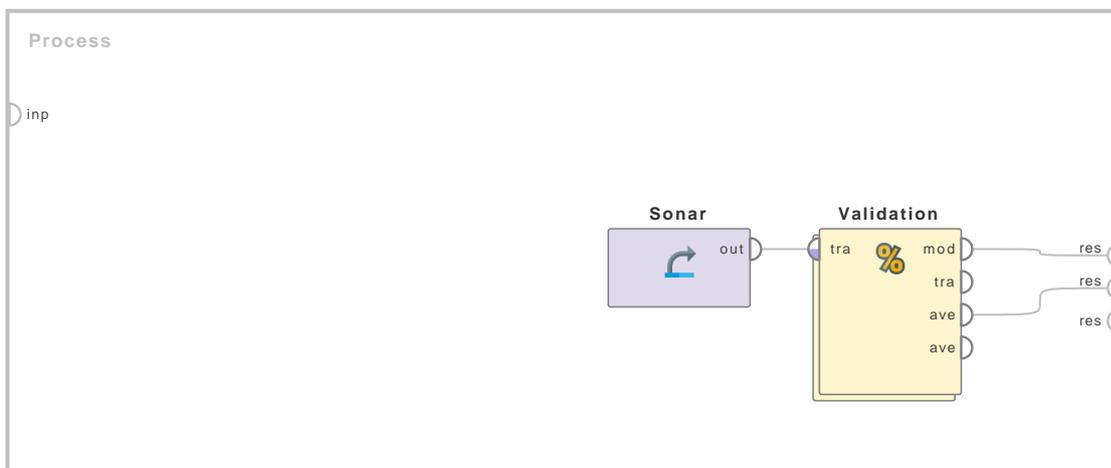 Process
inp
Sonar
Validation
out
tra
mod
res
tra
res
ave
res
ave